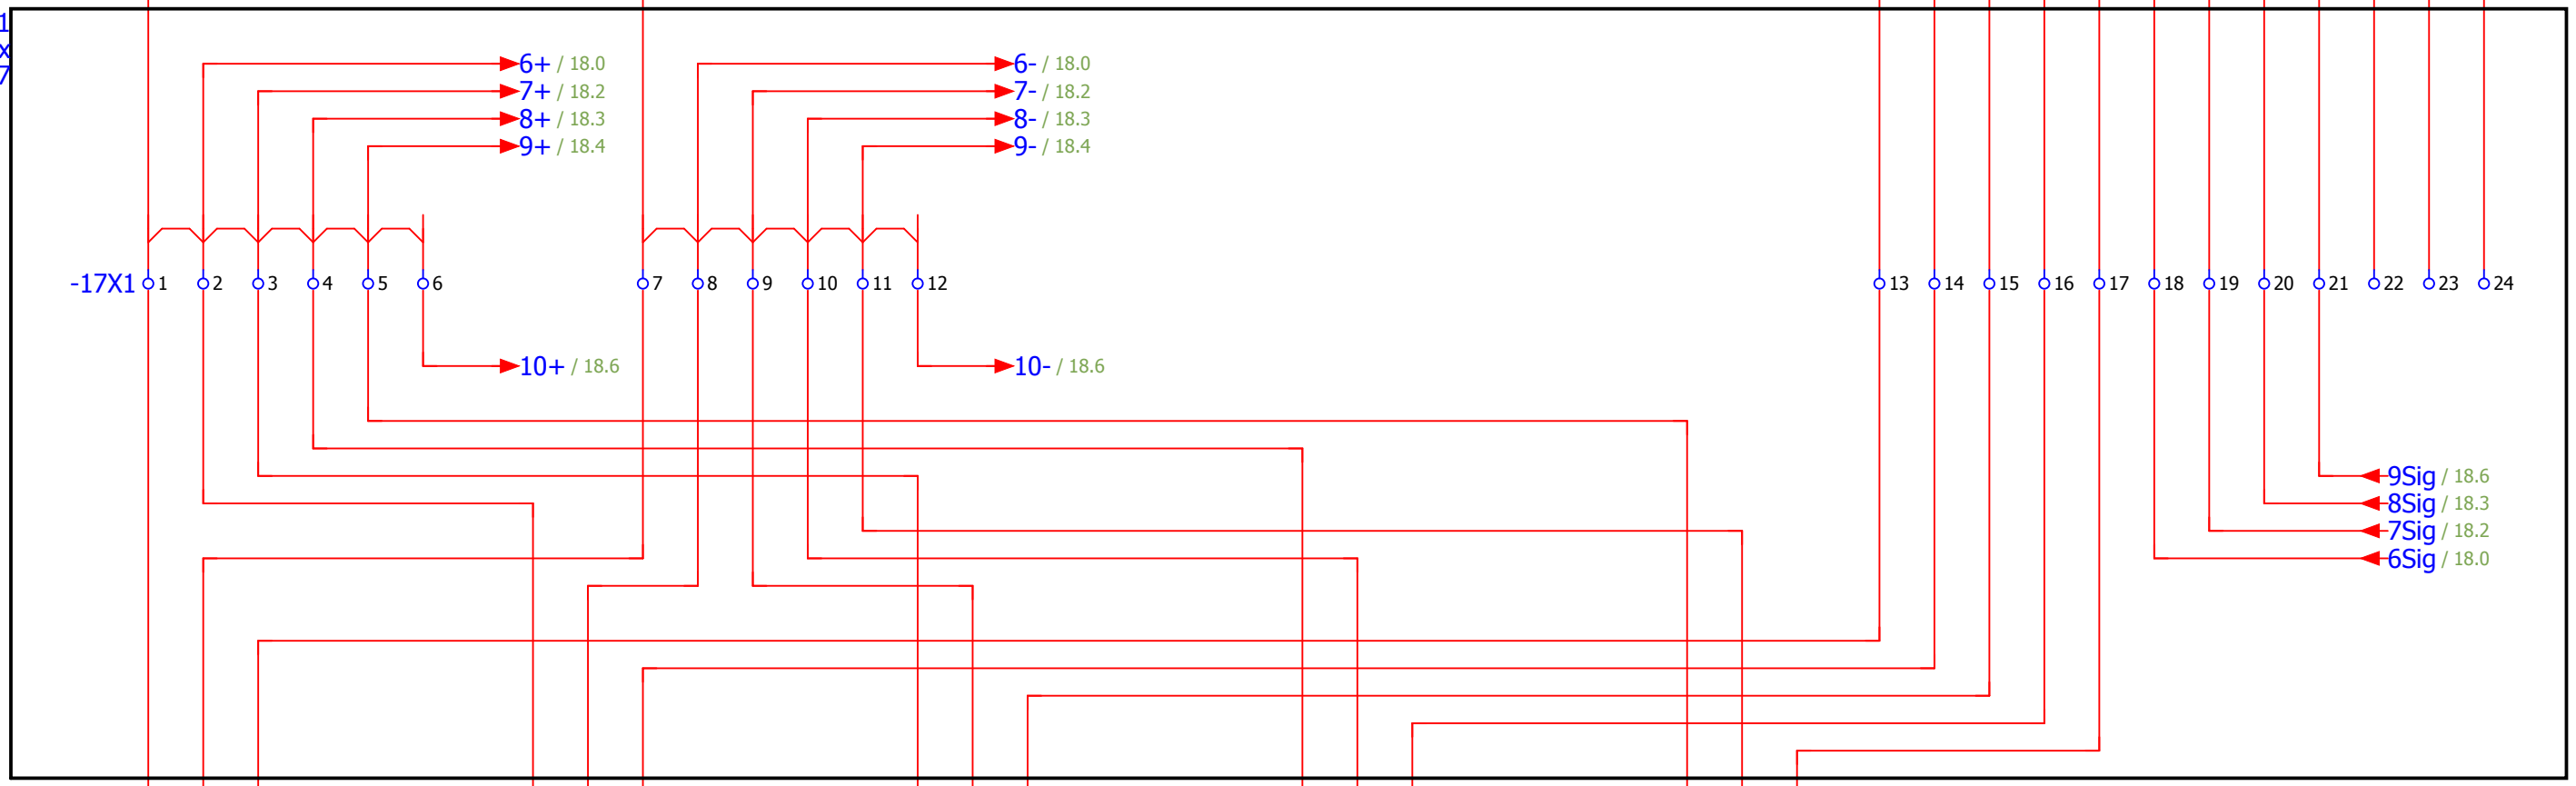 1
x
7
6+ / 18.0 6- / 18.0
7+ / 18.2 7- / 18.2
8+ / 18.3 8- / 18.3
9+ / 18.4 9- / 18.4
-17X1 1 2 3 4 5 6 7 8 9 10 11 12 13 14 15 16 17 18 19 20 21 22 23 24
10+ / 18.6 10- / 18.6
9Sig / 18.6
8Sig / 18.3
7Sig / 18.2
6Sig / 18.0